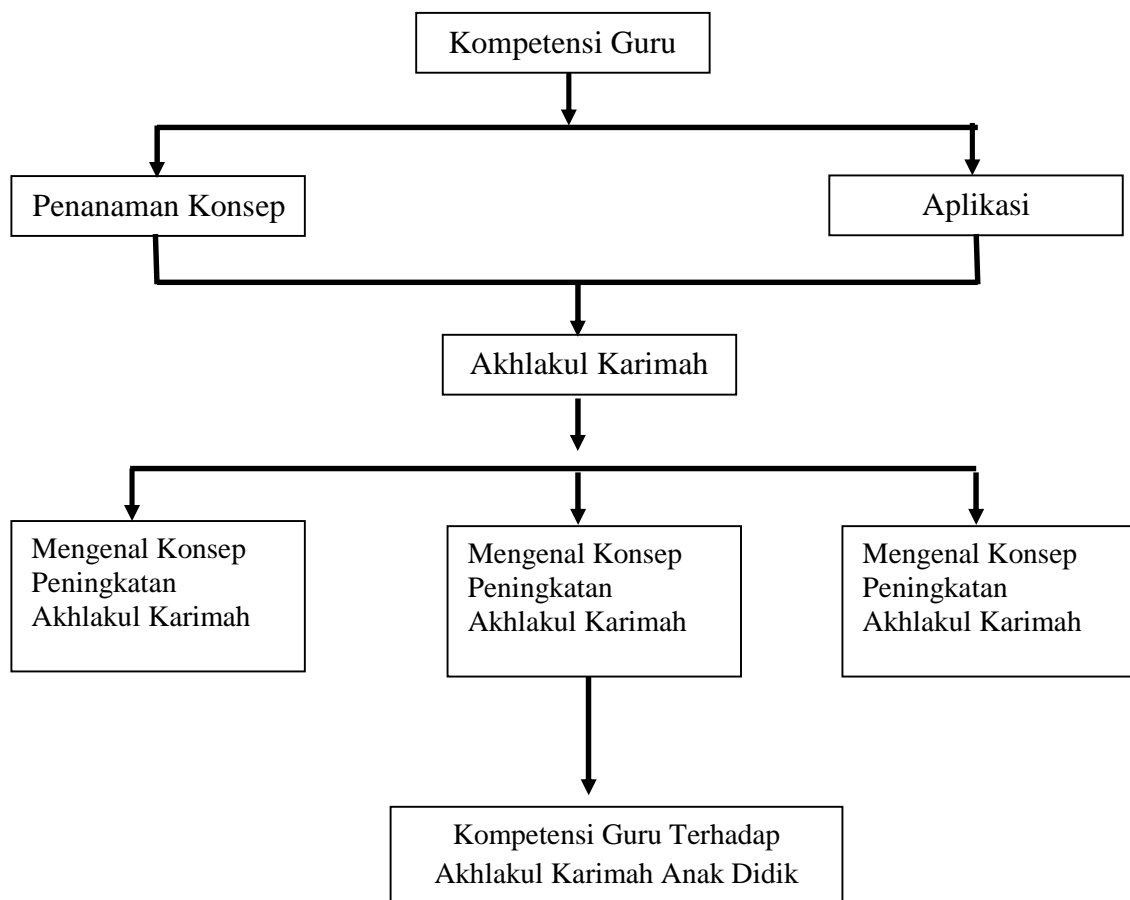 Kompetensi Guru
Penanaman Konsep
Aplikasi
Akhlakul Karimah
Mengenal Konsep
Peningkatan
Akhlakul Karimah
Mengenal Konsep
Peningkatan
Akhlakul Karimah
Mengenal Konsep
Peningkatan
Akhlakul Karimah
Kompetensi Guru Terhadap
Akhlakul Karimah Anak Didik